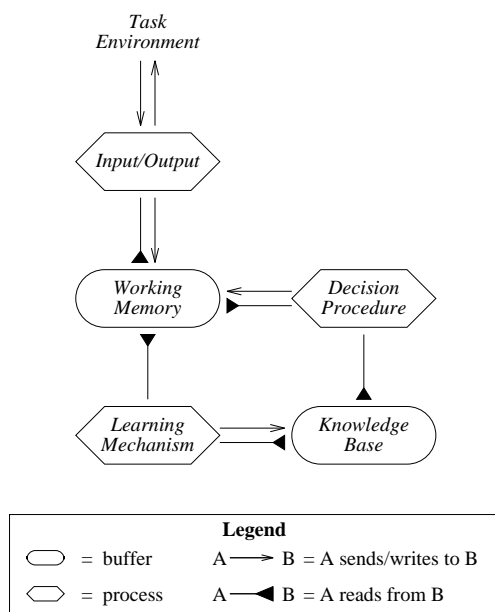 Task
Environment
Input/Output
Working
Memory
Decision
Procedure
Learning
Mechanism
Knowledge
Base
Legend
= buffer A B = A sends/writes to B
= process A B = A reads from B